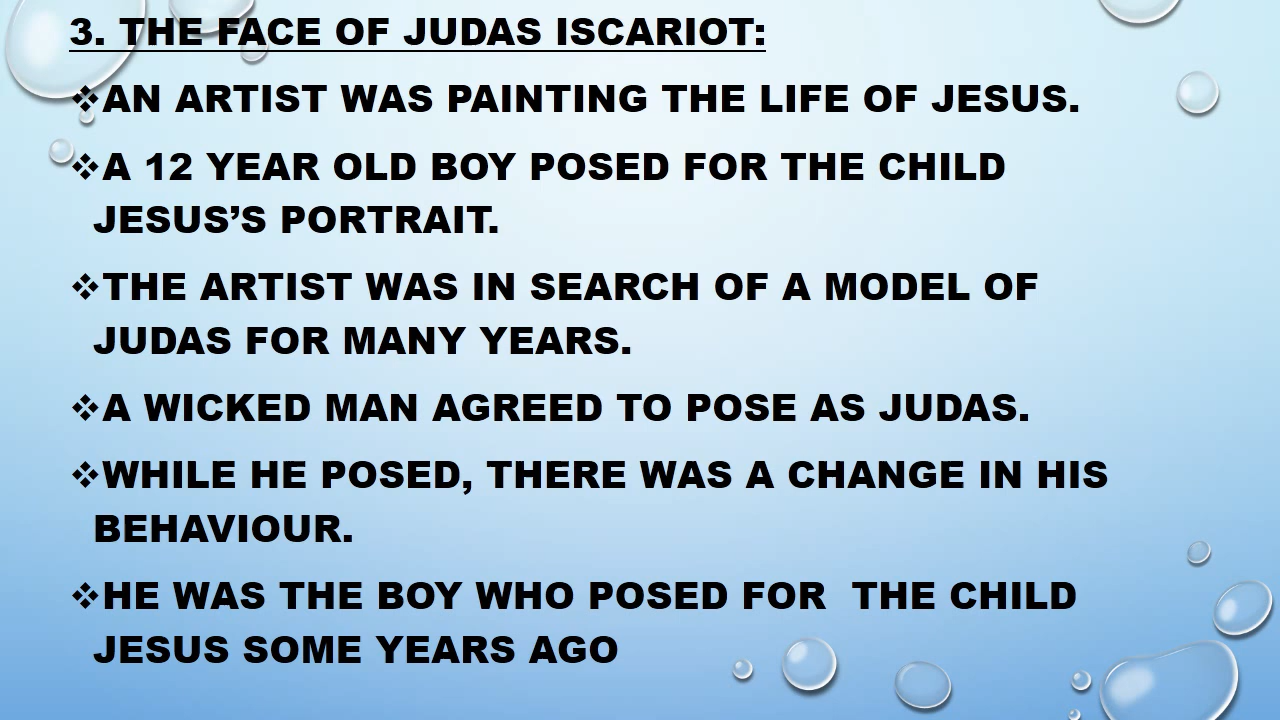 3. THE FACE OF JUDAS ISCARIOT:
❖AN ARTIST WAS PAINTING THE LIFE OF JESUS.
❖A 12 YEAR OLD BOY POSED FOR THE CHILD
JESUS’S PORTRAIT.
❖THE ARTIST WAS IN SEARCH OF A MODEL OF
JUDAS FOR MANY YEARS.
❖A WICKED MAN AGREED TO POSE AS JUDAS.
❖WHILE HE POSED, THERE WAS A CHANGE IN HIS
BEHAVIOUR.
❖HE WAS THE BOY WHO POSED FOR  THE CHILD
JESUS SOME YEARS AGO